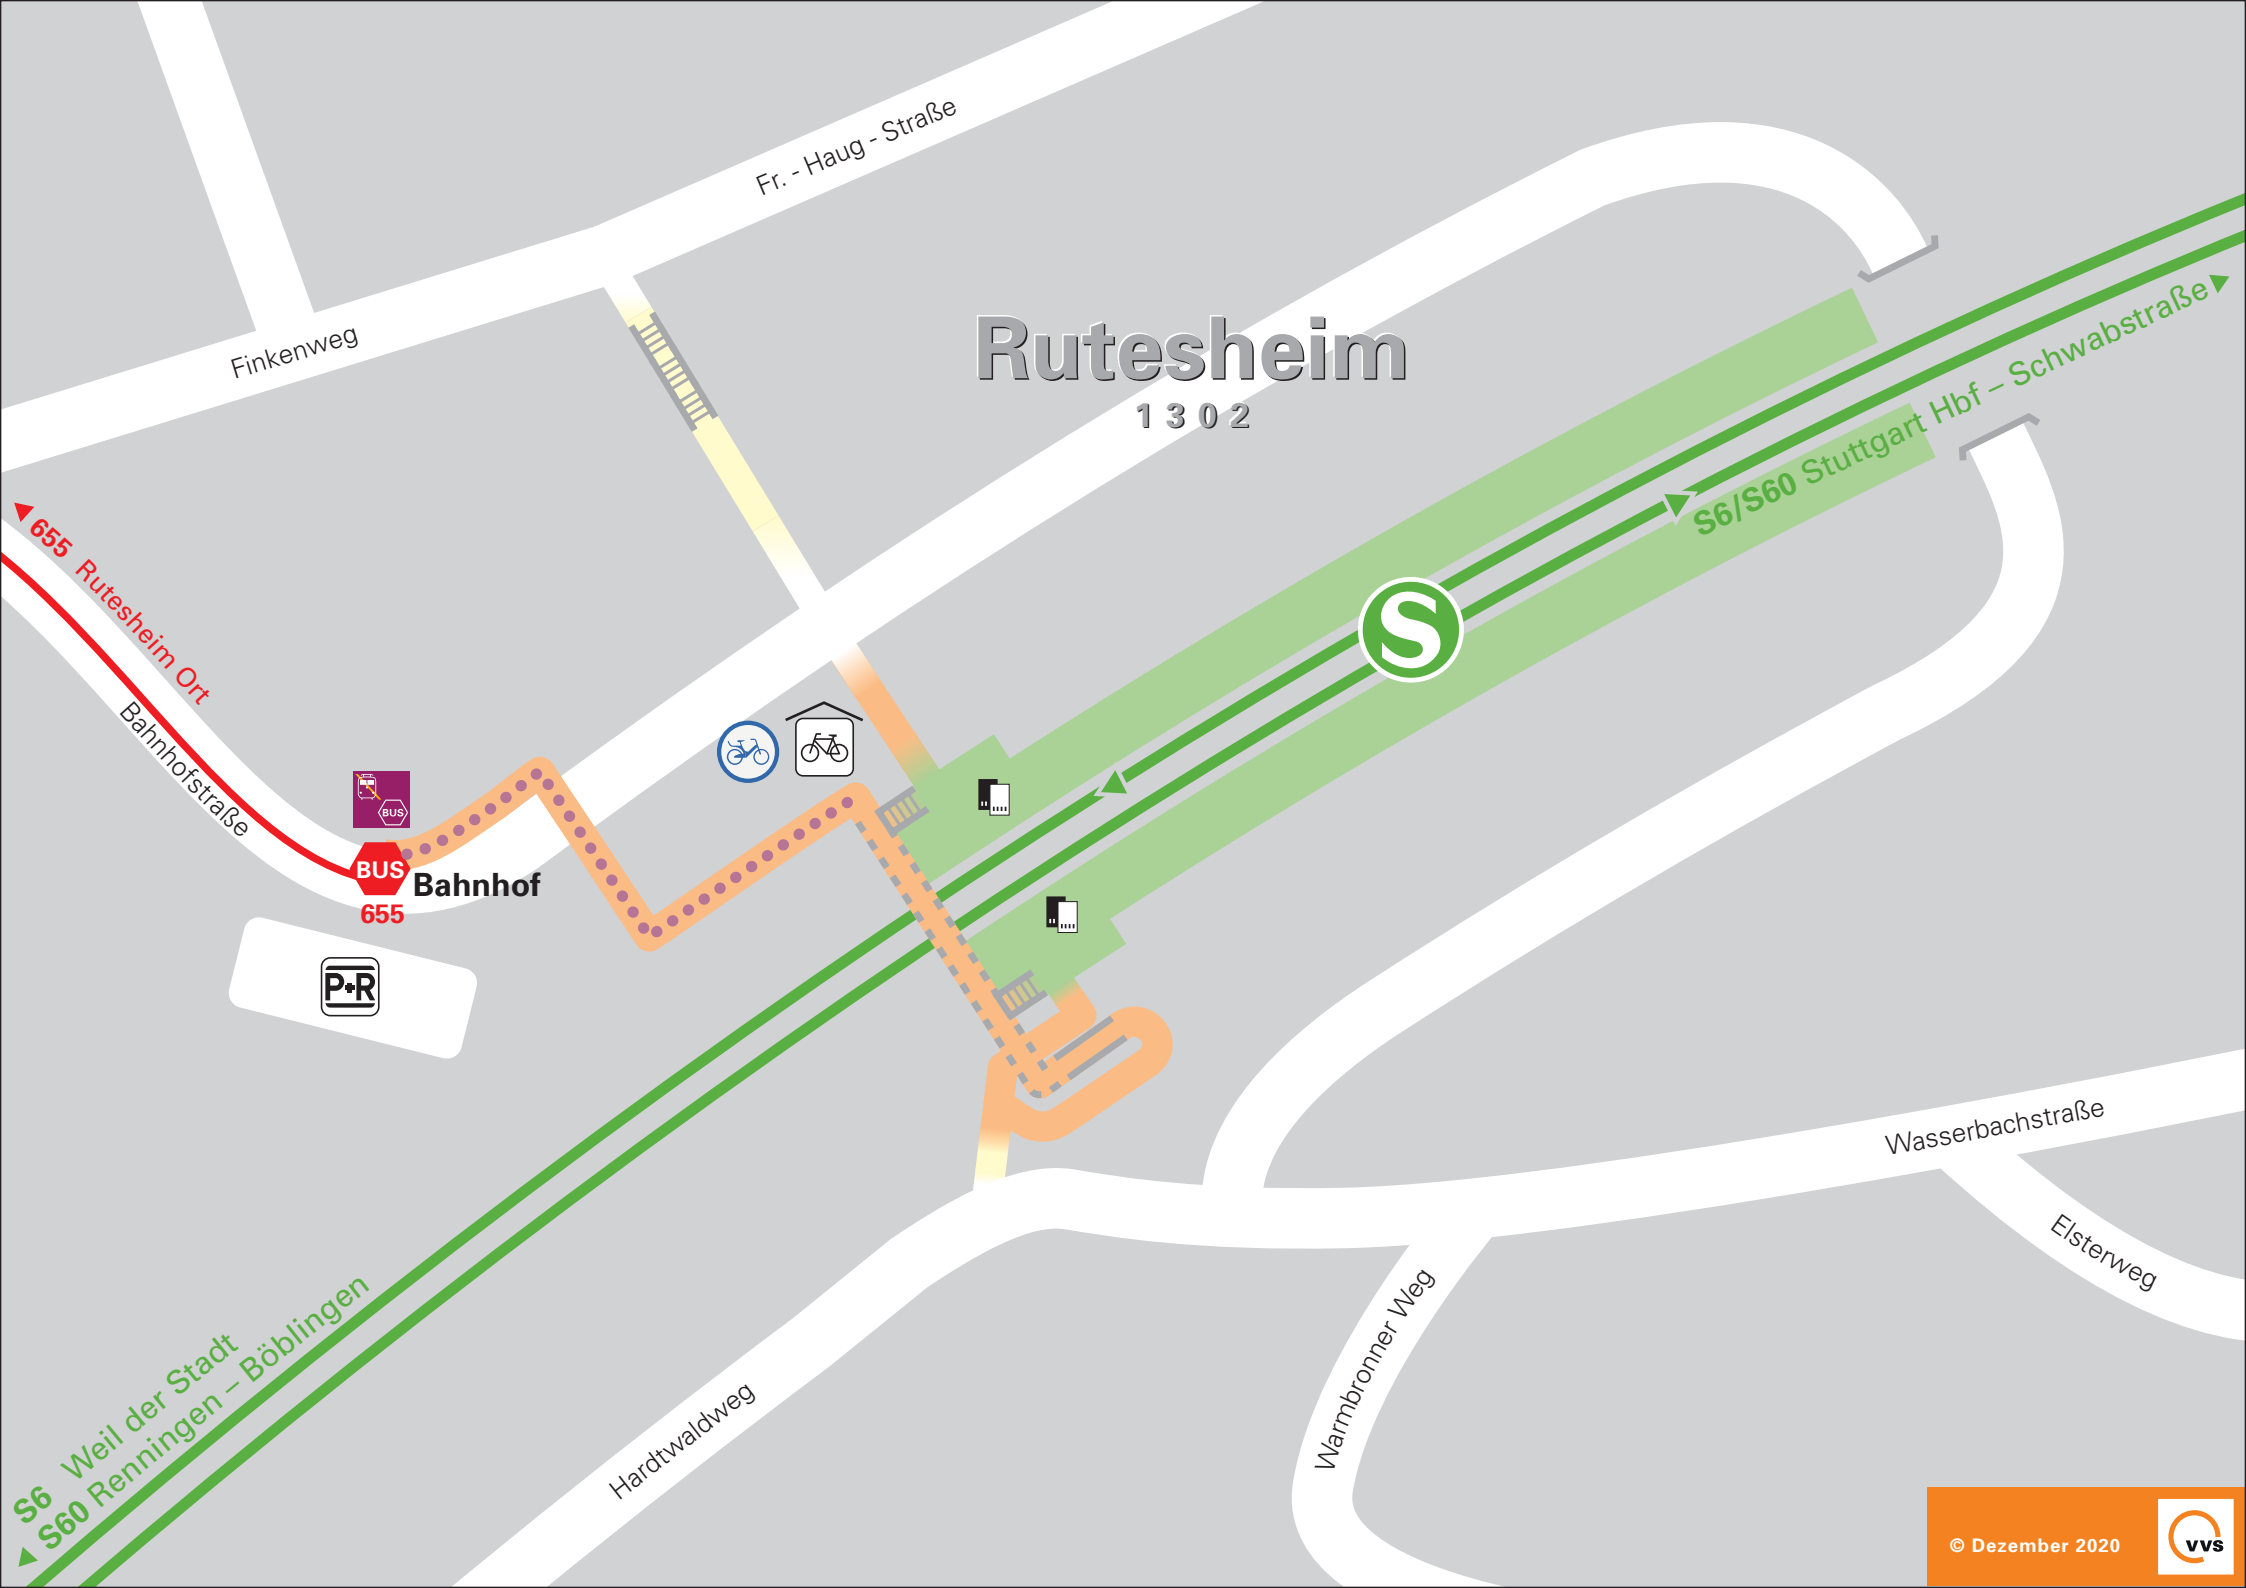 Fr. - Haug - Straße
Finkenweg
Rutesheim
1302
S6/S60 Stuttgart Hbf – Schwabstraße
655 Rutesheim Ort
Bahnhofstraße
BUS
BUS
Bahnhof
655
P+R
S
Wasserbachstraße
Elsterweg
Warmbronner Weg
Hardtwaldweg
S6 Weil der Stadt
S60 Renningen – Böblingen
© Dezember 2020
VVS